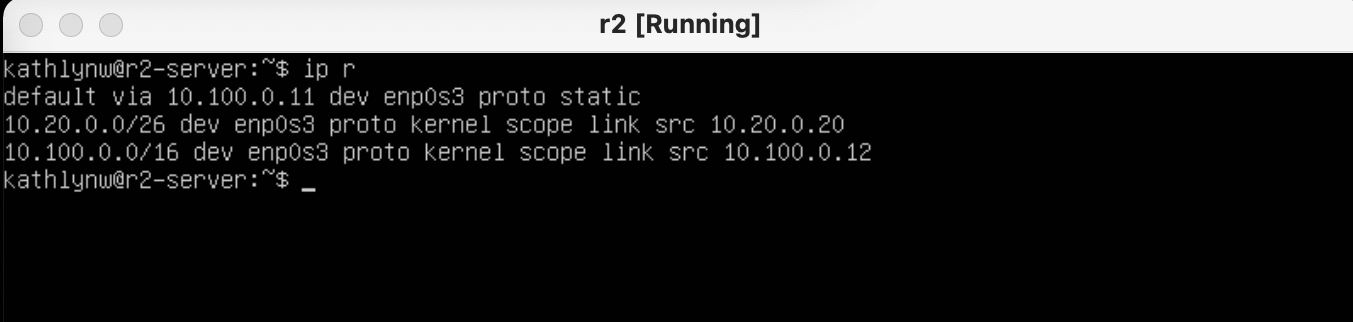 r2 [Running]
kathlynw@r2-server:~$ ip r
default via 10.100.0.11 dev enp0s3 proto static
10.20.0.0/26 dev enp0s3 proto kernel scope link src 10.20.0.20
10.100.0.0/16 dev enp0s3 proto kernel scope link src 10.100.0.12
kathlynw@r2-server:~$ _